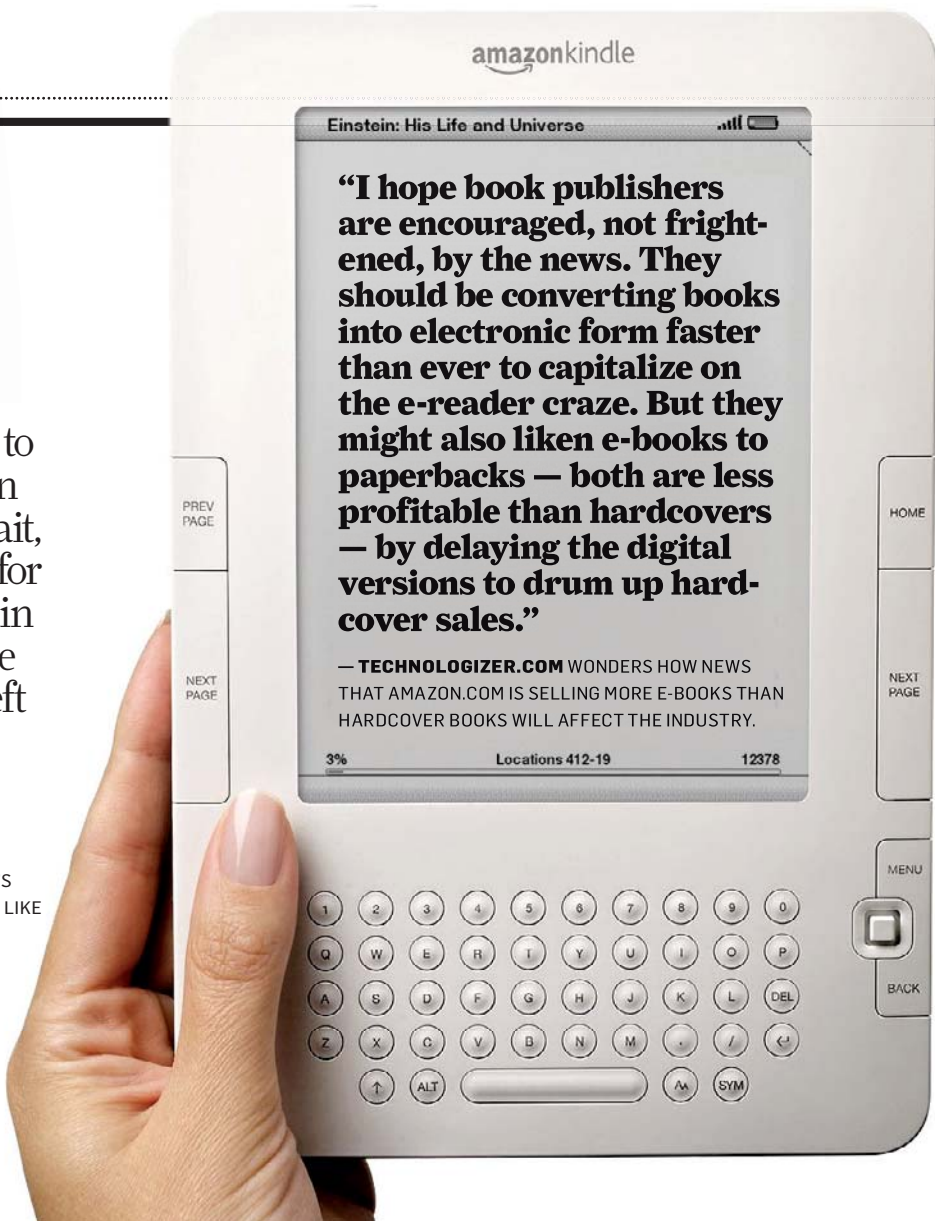 amazonkindle
Einstein: His Life and Universe
“I hope book publishers
are encouraged, not fright-
ened, by the news. They
should be converting books
into electronic form faster
than ever to capitalize on
the e-reader craze. But they
might also liken e-books to
paperbacks — both are less
profitable than hardcovers
— by delaying the digital
versions to drum up hard-
cover sales.”
— TECHNOLOGIZER.COM WONDERS HOW NEWS
THAT AMAZON.COM IS SELLING MORE E-BOOKS THAN
HARDCOVER BOOKS WILL AFFECT THE INDUSTRY.
3% Locations 412-19 12378
to
for
in
LIKE
PREV
PAGE
NEXT
PAGE
HOME
NEXT
PAGE
MENU
BACK
1 2 3 4 5 6 7 8 9 0
Q W E R T Y U I O P
A S D F G H J K L DEL
Z X C V B N M . / ↵
↑ ALT AA SYM